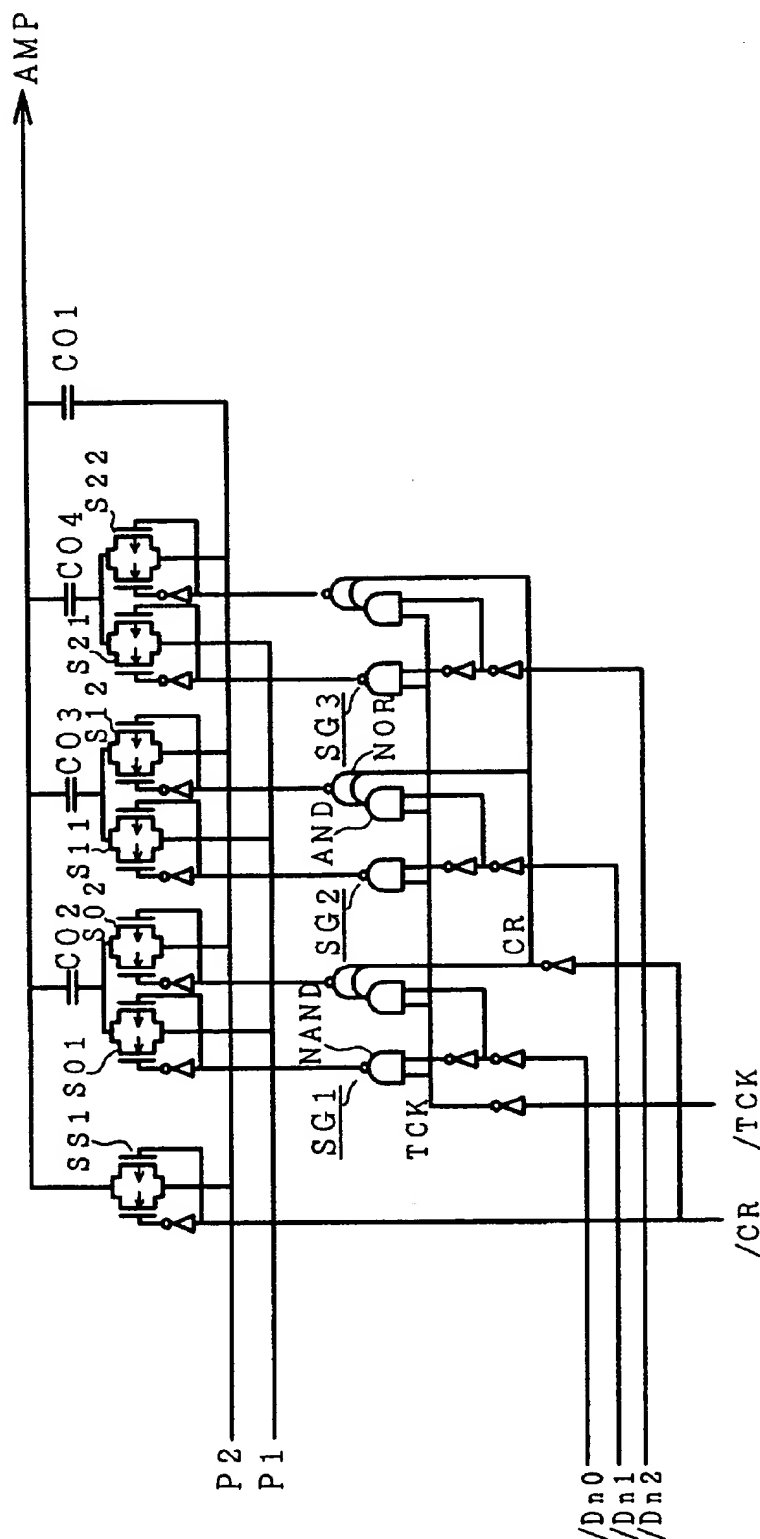 AMP
CO1
CO4
S22
S21
CO3
S12
S11
CO2
S02
S01
SS1
P2
P1
SG3
NOR
AND
SG2
CR
NAND
SG1
TCK
/TCK
/CR
/Dn0
/Dn1
/Dn2